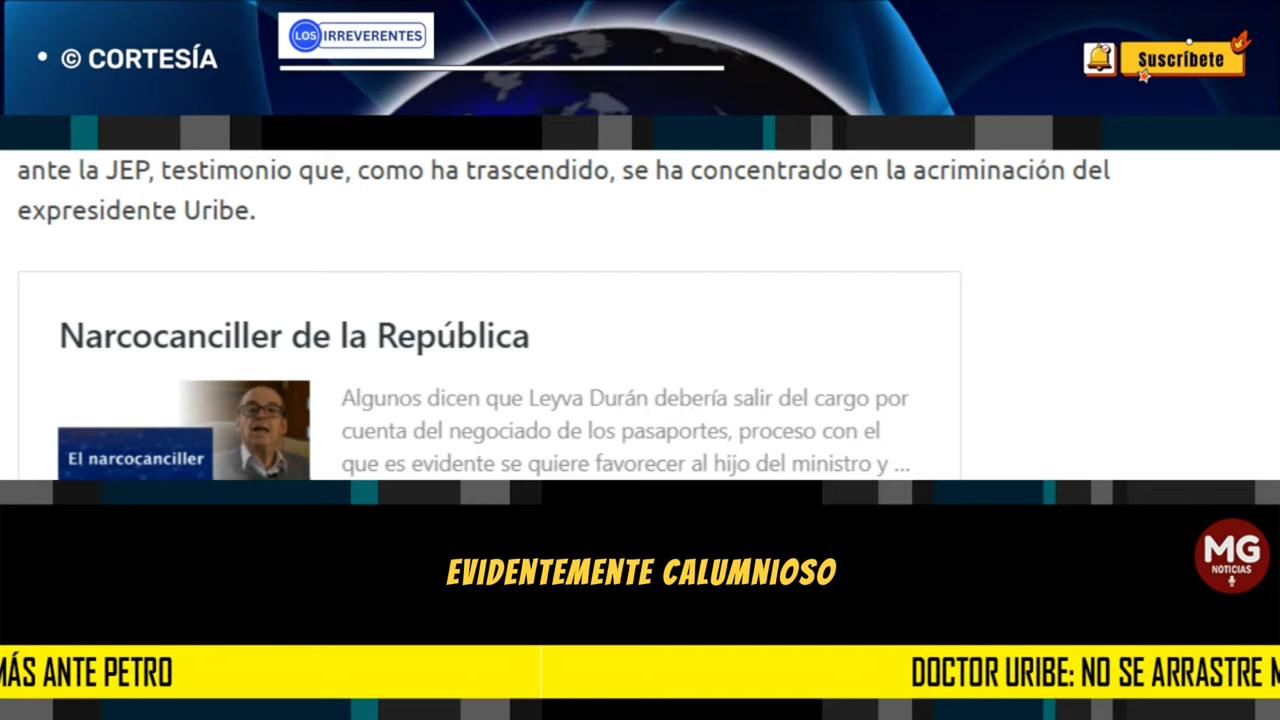 • © CORTESÍA
LOS IRREVERENTES
Suscríbete
ante la JEP, testimonio que, como ha trascendido, se ha concentrado en la acriminación del
expresidente Uribe.
Narcocanciller de la República
Algunos dicen que Leyva Durán debería salir del cargo por
cuenta del negociado de los pasaportes, proceso con el
que es evidente se quiere favorecer al hijo del ministro y ...
El narcocanciller
EVIDENTEMENTE CALUMNIOSO
MG
NOTICIAS
MÁS ANTE PETRO
DOCTOR URIBE: NO SE ARRASTRE M